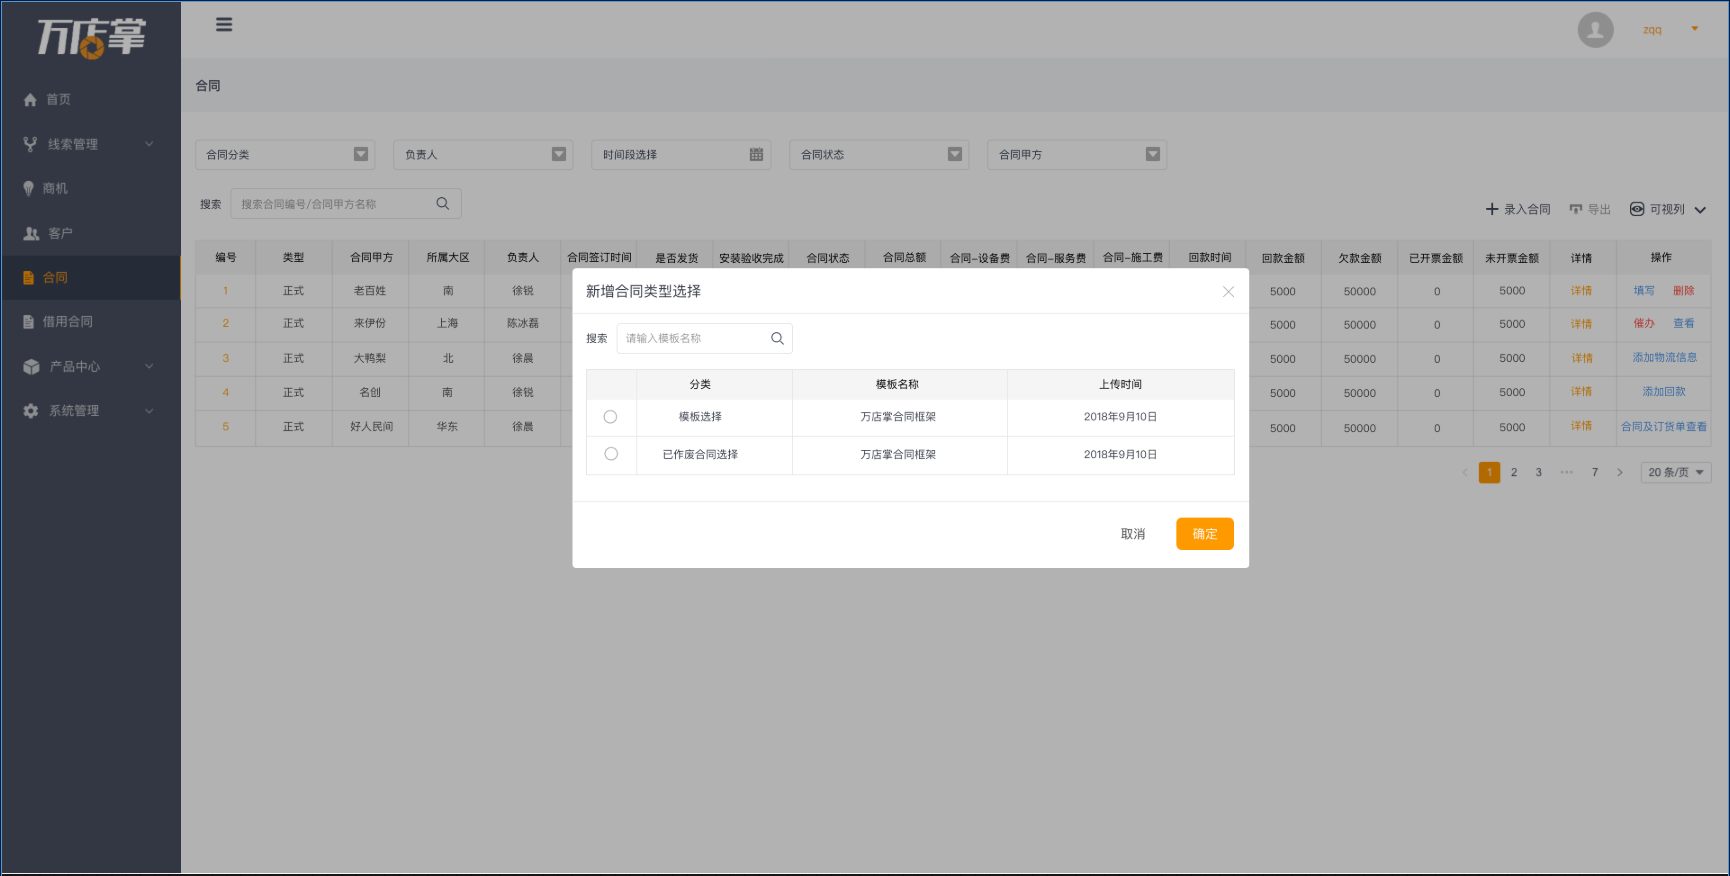 万店掌
zqq
首页
线索管理
商机
客户
合同
借用合同
产品中心
系统管理
合同
合同分类 负责人 时间段选择 合同状态 合同甲方
搜索 搜索合同编号/合同甲方名称
录入合同 导出 可视列
编号 类型 合同甲方 所属大区 负责人 合同签订时间 是否发货 安装验收完成 合同状态 合同总额 合同-设备费 合同-服务费 合同-施工费 回款时间 回款金额 欠款金额 已开票金额 未开票金额 详情 操作
1 正式 老百姓 南 徐锐 5000 50000 0 5000 详情 填写 删除
2 正式 来伊份 上海 陈冰磊 5000 50000 0 5000 详情 催办 查看
3 正式 大鸭梨 北 徐晨 5000 50000 0 5000 详情 添加物流信息
4 正式 名创 南 徐锐 5000 50000 0 5000 详情 添加回款
5 正式 好人民间 华东 徐晨 5000 50000 0 5000 详情 合同及订货单查看
1 2 3 ··· 7 20 条/页
新增合同类型选择
搜索 请输入模板名称
分类 模板名称 上传时间
模板选择 万店掌合同框架 2018年9月10日
已作废合同选择 万店掌合同框架 2018年9月10日
取消 确定